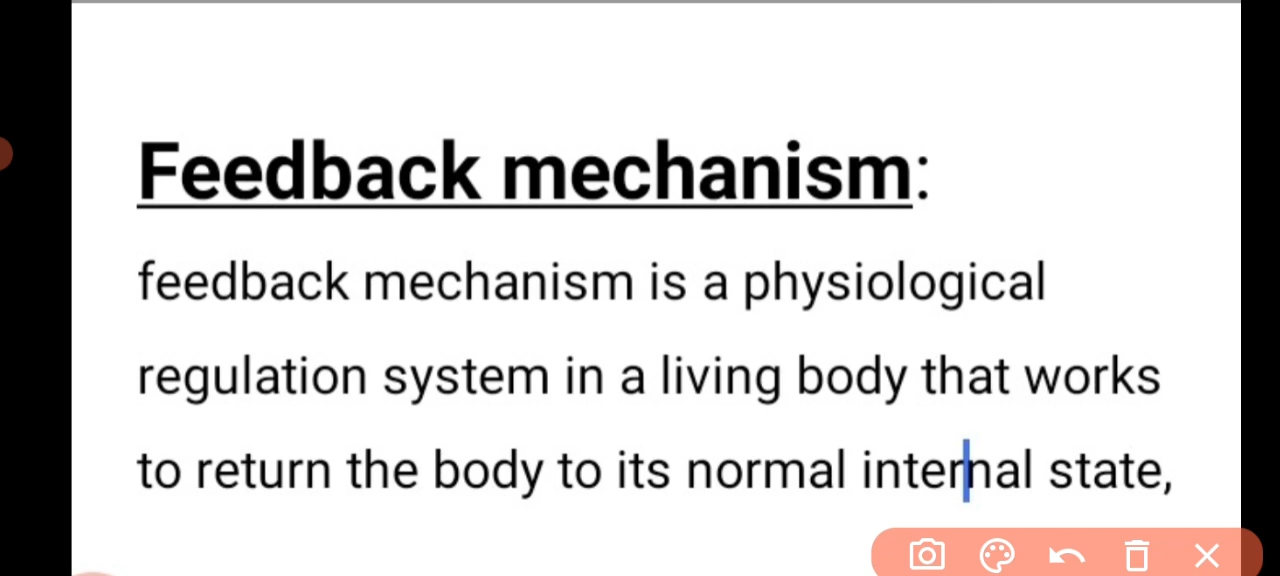 Feedback mechanism:
feedback mechanism is a physiological
regulation system in a living body that works
to return the body to its normal internal state,